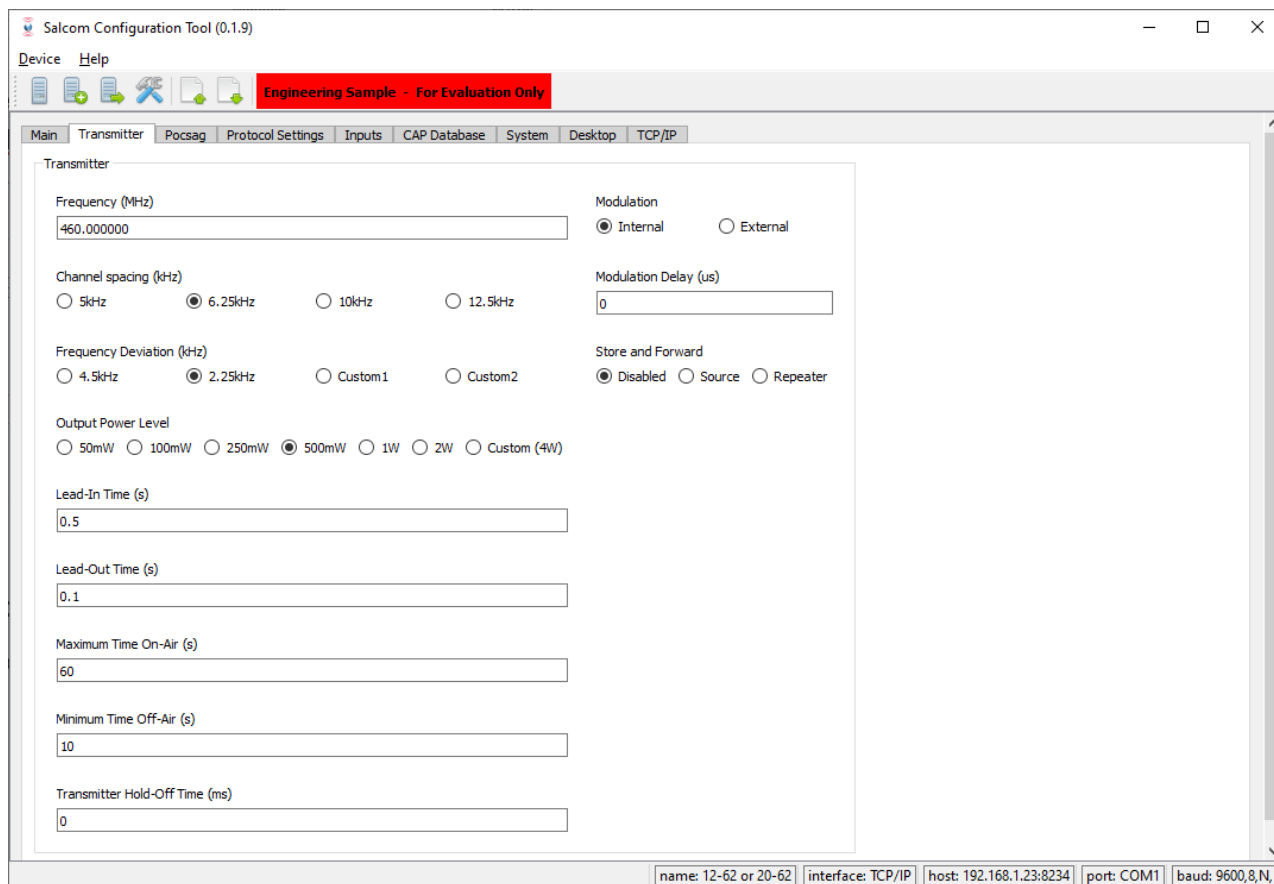 Salcom Configuration Tool (0.1.9)
Device Help
Engineering Sample - For Evaluation Only
Main Transmitter Pocsag Protocol Settings Inputs CAP Database System Desktop TCP/IP
Transmitter
Frequency (MHz)
460.000000
Modulation
Internal External
Channel spacing (kHz)
5kHz 6.25kHz 10kHz 12.5kHz
Modulation Delay (us)
0
Frequency Deviation (kHz)
4.5kHz 2.25kHz Custom1 Custom2
Store and Forward
Disabled Source Repeater
Output Power Level
50mW 100mW 250mW 500mW 1W 2W Custom (4W)
Lead-In Time (s)
0.5
Lead-Out Time (s)
0.1
Maximum Time On-Air (s)
60
Minimum Time Off-Air (s)
10
Transmitter Hold-Off Time (ms)
0
name: 12-62 or 20-62 interface: TCP/IP host: 192.168.1.23:8234 port: COM1 baud: 9600,8,N,